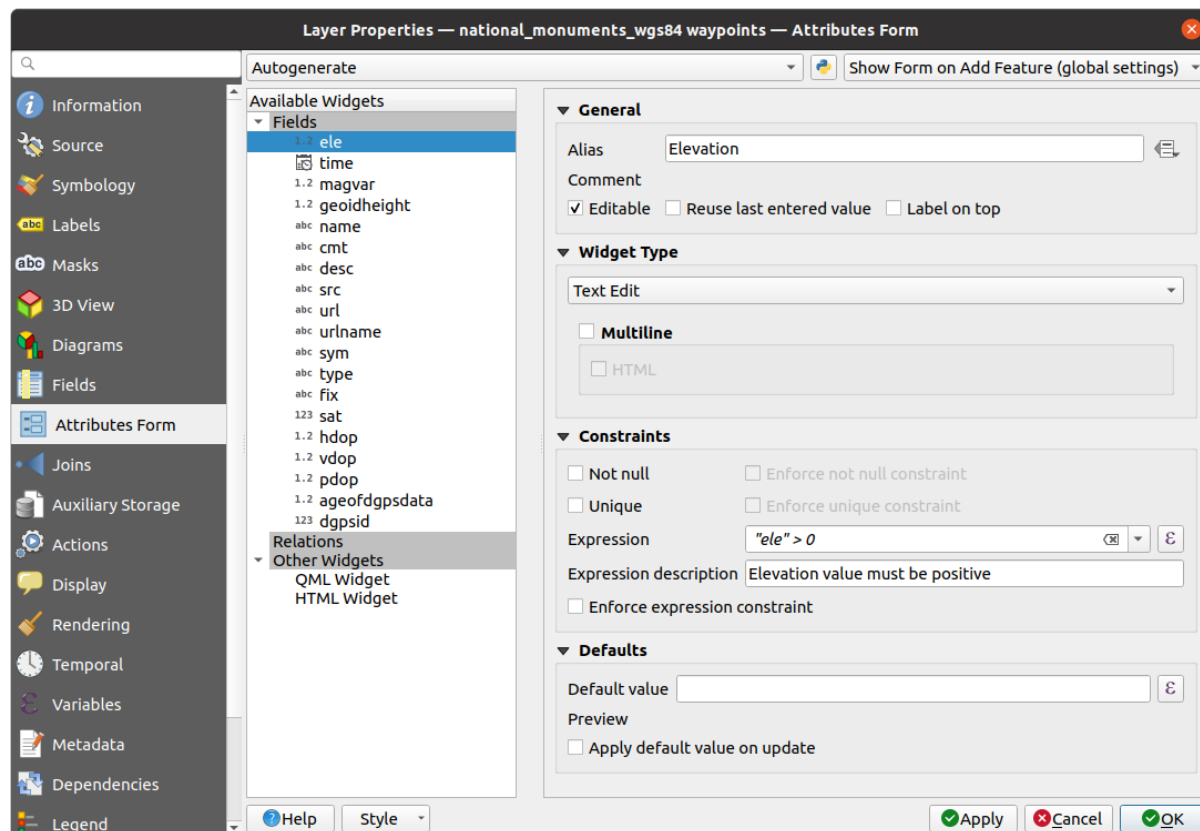 Layer Properties — national_monuments_wgs84 waypoints — Attributes Form
Information
Source
abc Labels
abc Masks
Symbology
3D View
Diagrams
Fields
Attributes Form
Joins
Auxiliary Storage
Actions
Display
Rendering
Temporal
Variables
Metadata
Dependencies
Legend
Autogenerate
Show Form on Add Feature (global settings)
Available Widgets
Fields
1.2 ele
time
1.2 magvar
1.2 geoidheight
abc name
abc cmt
abc desc
abc src
abc url
abc urlname
abc sym
abc type
abc fix
123 sat
1.2 hdop
1.2 vdop
1.2 pdop
1.2 ageofdgpsdata
123 dgpsid
Relations
Other Widgets
QML Widget
HTML Widget
General
Alias Elevation
Comment
Editable Reuse last entered value Label on top
Widget Type
Text Edit
Multiline
HTML
Constraints
Not null Enforce not null constraint
Unique Enforce unique constraint
Expression "ele" > 0 ε
Expression description Elevation value must be positive
Enforce expression constraint
Defaults
Default value ε
Preview
Apply default value on update
Help Style Apply Cancel OK